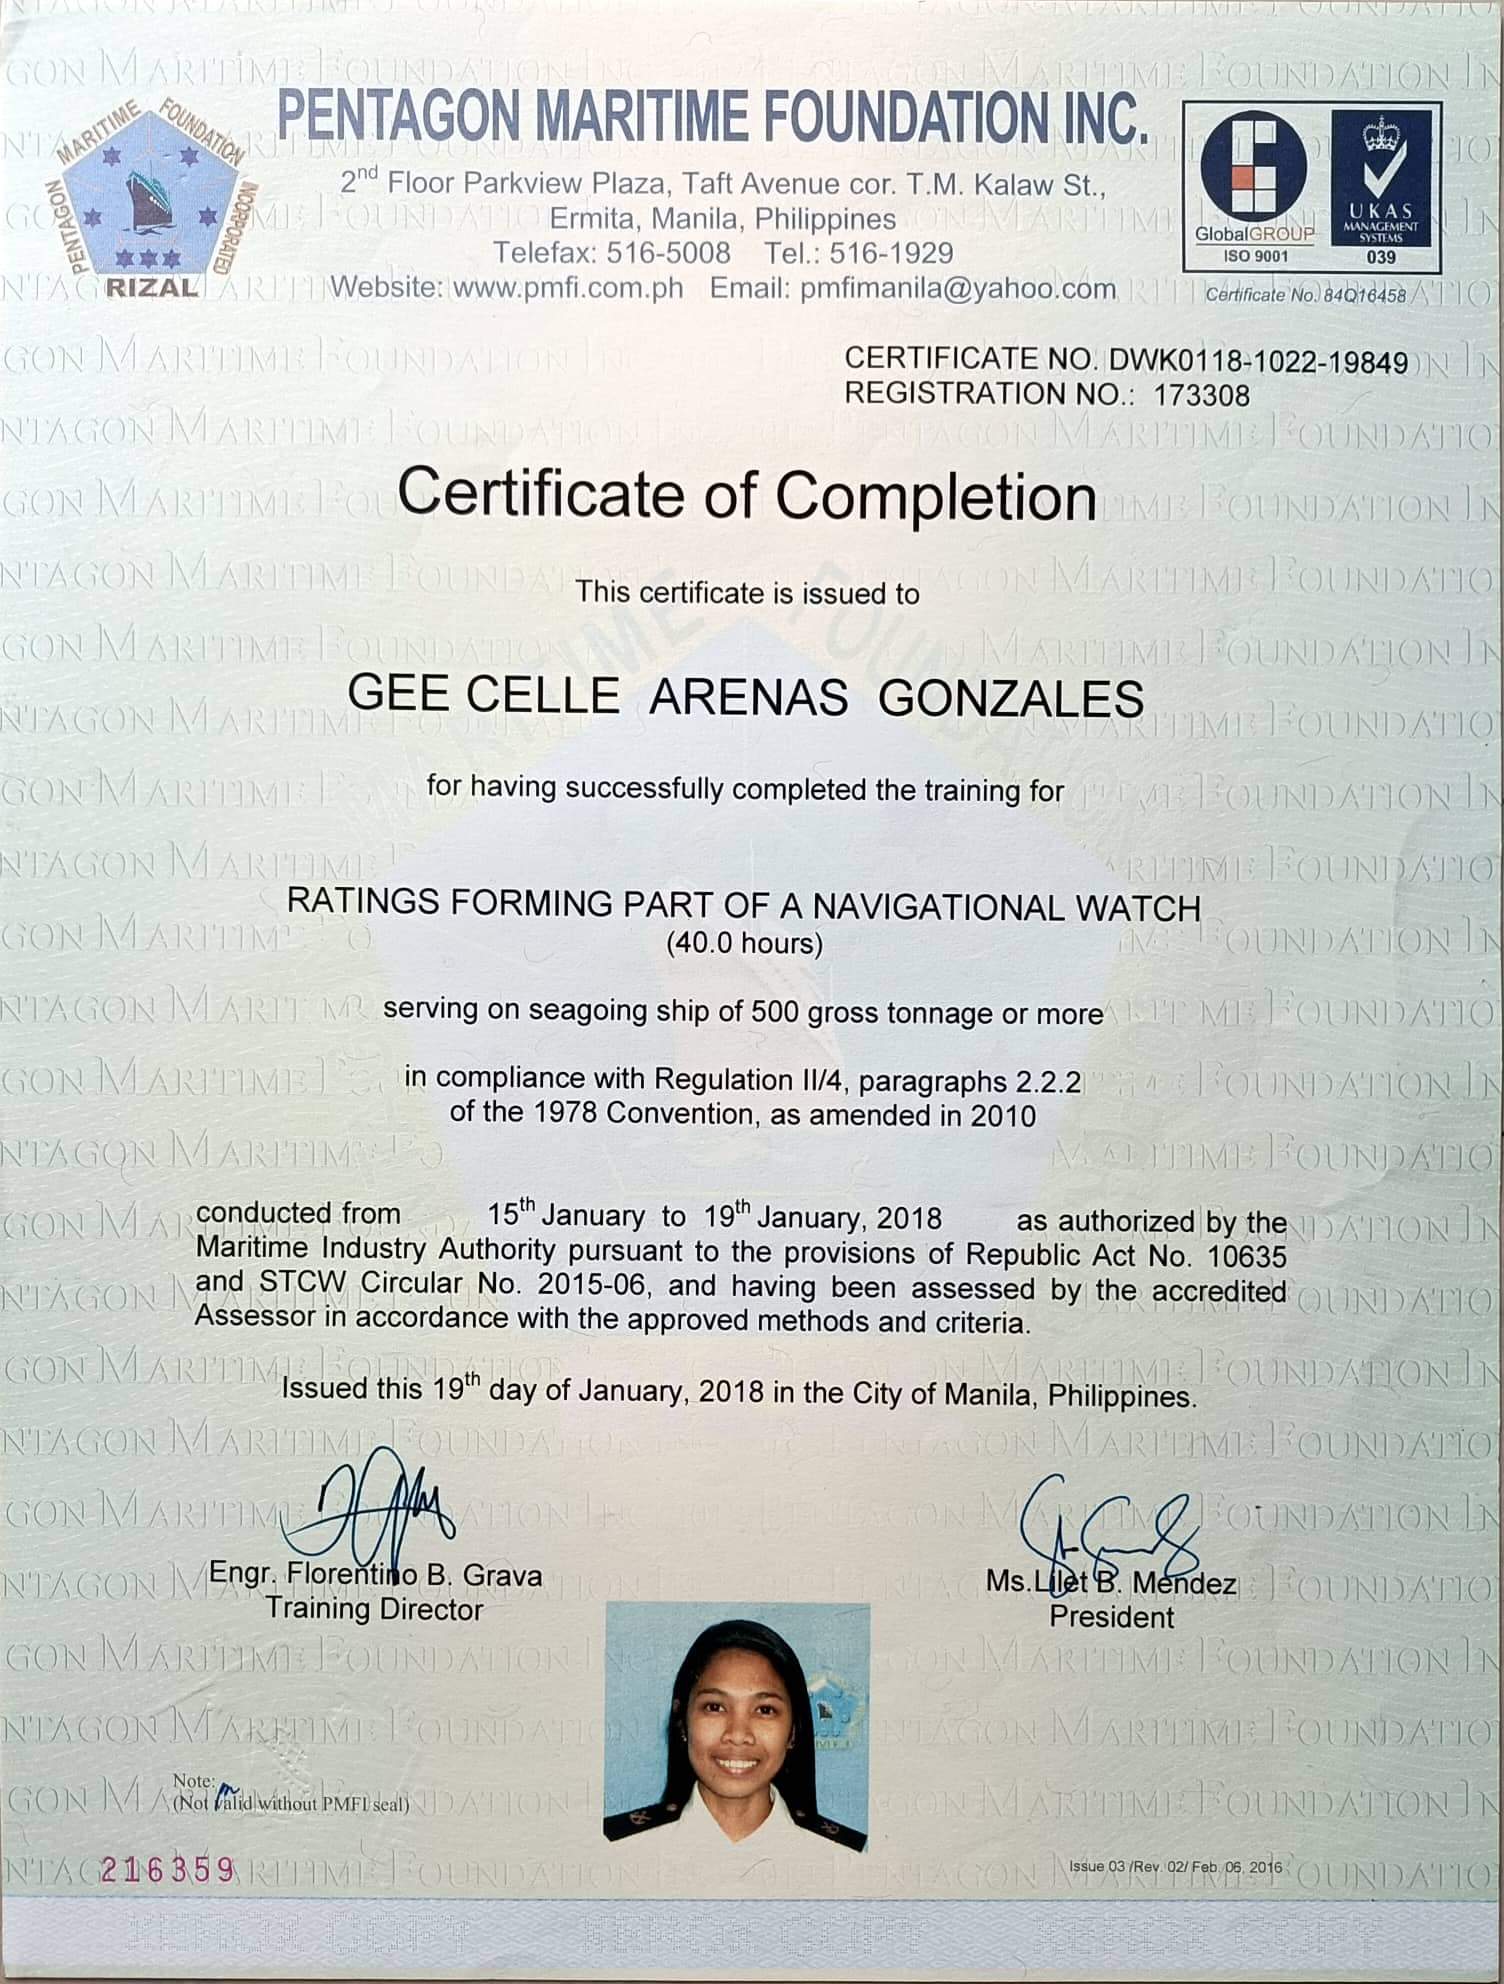 PENTAGON MARITIME FOUNDATION INCORPORATED
RIZAL
PENTAGON MARITIME FOUNDATION INC.
2nd Floor Parkview Plaza, Taft Avenue cor. T.M. Kalaw St.,
Ermita, Manila, Philippines
Telefax: 516-5008 Tel.: 516-1929
Website: www.pmfi.com.ph Email: pmfimanila@yahoo.com
GlobalGROUP
ISO 9001
UKAS
MANAGEMENT
SYSTEMS
039
Certificate No. 84Q16458
CERTIFICATE NO. DWK0118-1022-19849
REGISTRATION NO.: 173308
Certificate of Completion
This certificate is issued to
GEE CELLE ARENAS GONZALES
for having successfully completed the training for
RATINGS FORMING PART OF A NAVIGATIONAL WATCH
(40.0 hours)
serving on seagoing ship of 500 gross tonnage or more
in compliance with Regulation II/4, paragraphs 2.2.2
of the 1978 Convention, as amended in 2010
conducted from 15th January to 19th January, 2018 as authorized by the
Maritime Industry Authority pursuant to the provisions of Republic Act No. 10635
and STCW Circular No. 2015-06, and having been assessed by the accredited
Assessor in accordance with the approved methods and criteria.
Issued this 19th day of January, 2018 in the City of Manila, Philippines.
Engr. Florentino B. Grava
Training Director
Ms.Lilet B. Mendez
President
Note:
(Not valid without PMFI seal)
216359
Issue 03 /Rev. 02/ Feb. 06, 2016